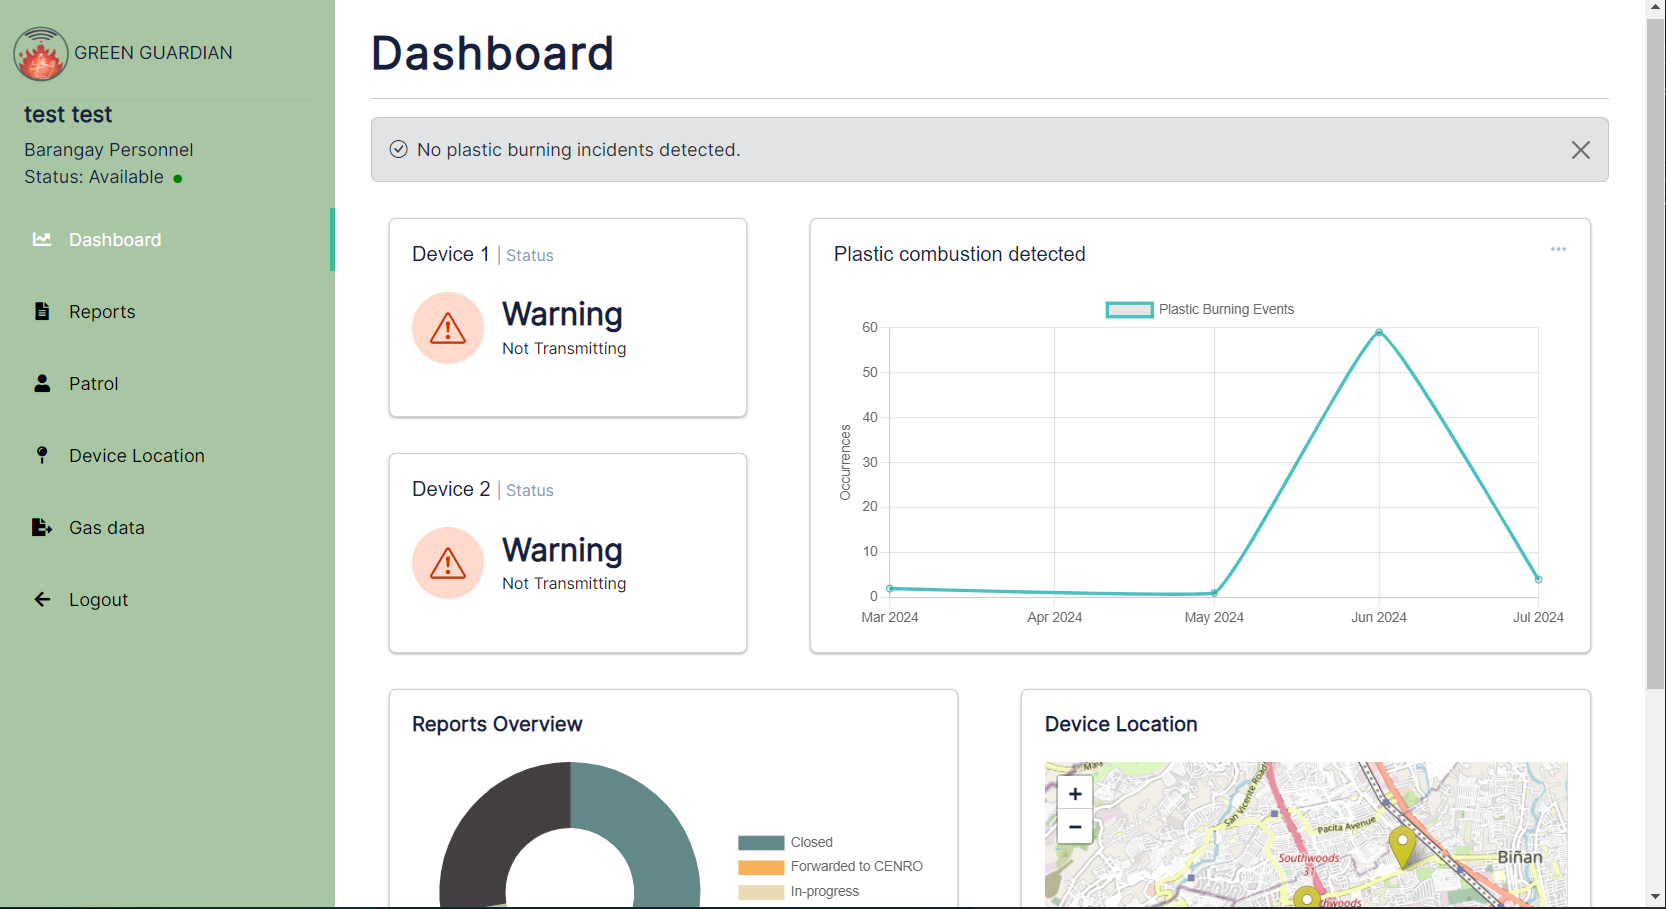 GREEN GUARDIAN
test test
Barangay Personnel
Status: Available
Dashboard
Reports
Patrol
Device Location
Gas data
Logout
Dashboard
No plastic burning incidents detected.
Device 1 | Status
Warning
Not Transmitting
Device 2 | Status
Warning
Not Transmitting
Plastic combustion detected
Plastic Burning Events
Occurrences
60
50
40
30
20
10
0
Mar 2024 Apr 2024 May 2024 Jun 2024 Jul 2024
Reports Overview
Closed
Forwarded to CENRO
In-progress
Device Location
+
−
San Vicente Road
Pacita Avenue
Southwoods
31
Biñan